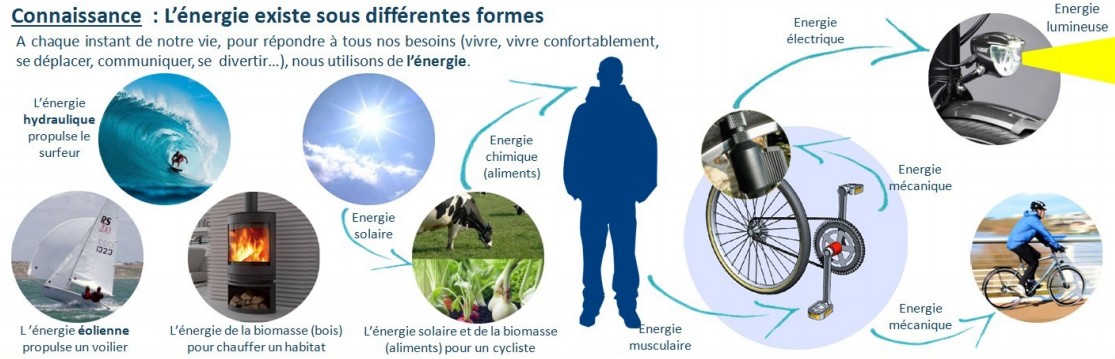 Connaissance : L’énergie existe sous différentes formes
A chaque instant de notre vie, pour répondre à tous nos besoins (vivre, vivre confortablement,
se déplacer, communiquer, se divertir…), nous utilisons de l’énergie.
L’énergie
hydraulique
propulse le
surfeur
L ’énergie éolienne
propulse un voilier
L’énergie de la biomasse (bois)
pour chauffer un habitat
Energie
solaire
L’énergie solaire et de la biomasse
(aliments) pour un cycliste
Energie
chimique
(aliments)
Energie
musculaire
Energie
électrique
Energie
lumineuse
Energie
mécanique
Energie
mécanique
RS
200
1323